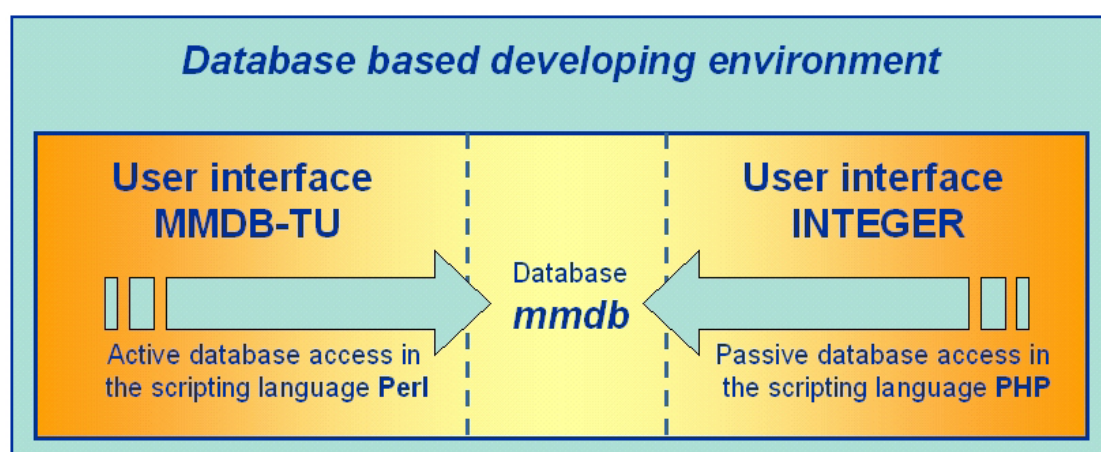 Database based developing environment
User interface
MMDB-TU
Active database access in
the scripting language Perl
Database
mmdb
User interface
INTEGER
Passive database access in
the scripting language PHP